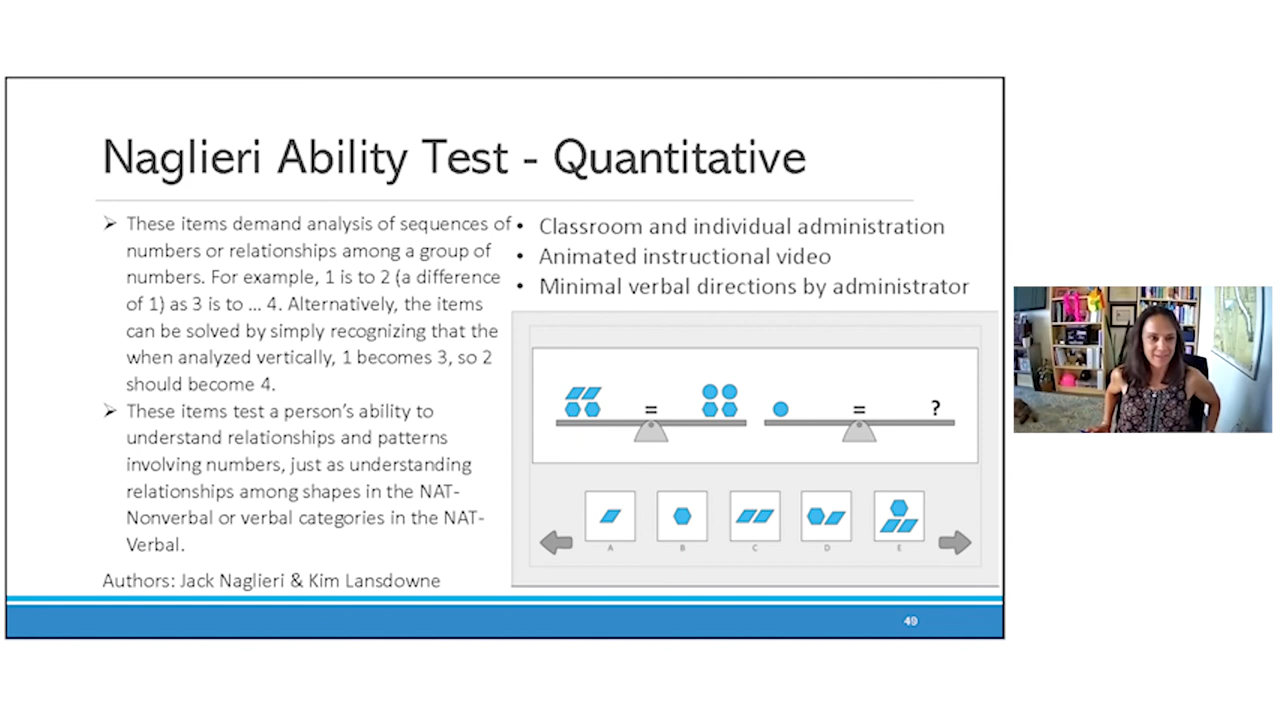 Naglieri Ability Test - Quantitative
➢ These items demand analysis of sequences of
numbers or relationships among a group of
numbers. For example, 1 is to 2 (a difference
of 1) as 3 is to … 4. Alternatively, the items
can be solved by simply recognizing that the
when analyzed vertically, 1 becomes 3, so 2
should become 4.
➢ These items test a person's ability to
understand relationships and patterns
involving numbers, just as understanding
relationships among shapes in the NAT-
Nonverbal or verbal categories in the NAT-
Verbal.
Authors: Jack Naglieri & Kim Lansdowne
• Classroom and individual administration
• Animated instructional video
• Minimal verbal directions by administrator
= = ?
A B C D E
49